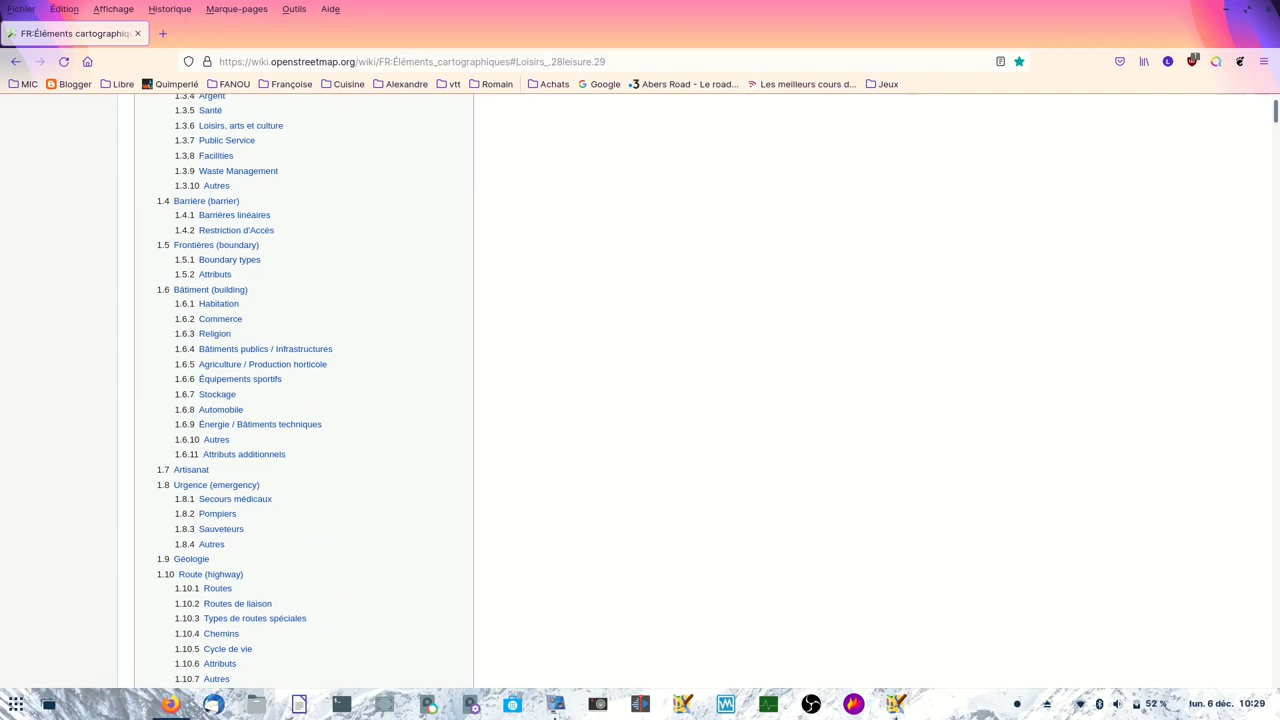 Fichier Édition Affichage Historique Marque-pages Outils Aide
FR:Éléments cartographiqu
https://wiki.openstreetmap.org/wiki/FR:Éléments_cartographiques#Loisirs_.28leisure.29
MIC Blogger Libre Quimperlé FANOU Françoise Cuisine Alexandre vtt Romain Achats Google Abers Road - Le road... Les meilleurs cours d... Jeux
1.3.4 Argent
1.3.5 Santé
1.3.6 Loisirs, arts et culture
1.3.7 Public Service
1.3.8 Facilities
1.3.9 Waste Management
1.3.10 Autres
1.4 Barrière (barrier)
1.4.1 Barrières linéaires
1.4.2 Restriction d'Accès
1.5 Frontières (boundary)
1.5.1 Boundary types
1.5.2 Attributs
1.6 Bâtiment (building)
1.6.1 Habitation
1.6.2 Commerce
1.6.3 Religion
1.6.4 Bâtiments publics / Infrastructures
1.6.5 Agriculture / Production horticole
1.6.6 Équipements sportifs
1.6.7 Stockage
1.6.8 Automobile
1.6.9 Énergie / Bâtiments techniques
1.6.10 Autres
1.6.11 Attributs additionnels
1.7 Artisanat
1.8 Urgence (emergency)
1.8.1 Secours médicaux
1.8.2 Pompiers
1.8.3 Sauveteurs
1.8.4 Autres
1.9 Géologie
1.10 Route (highway)
1.10.1 Routes
1.10.2 Routes de liaison
1.10.3 Types de routes spéciales
1.10.4 Chemins
1.10.5 Cycle de vie
1.10.6 Attributs
1.10.7 Autres
52 % lun. 6 déc. 10:29